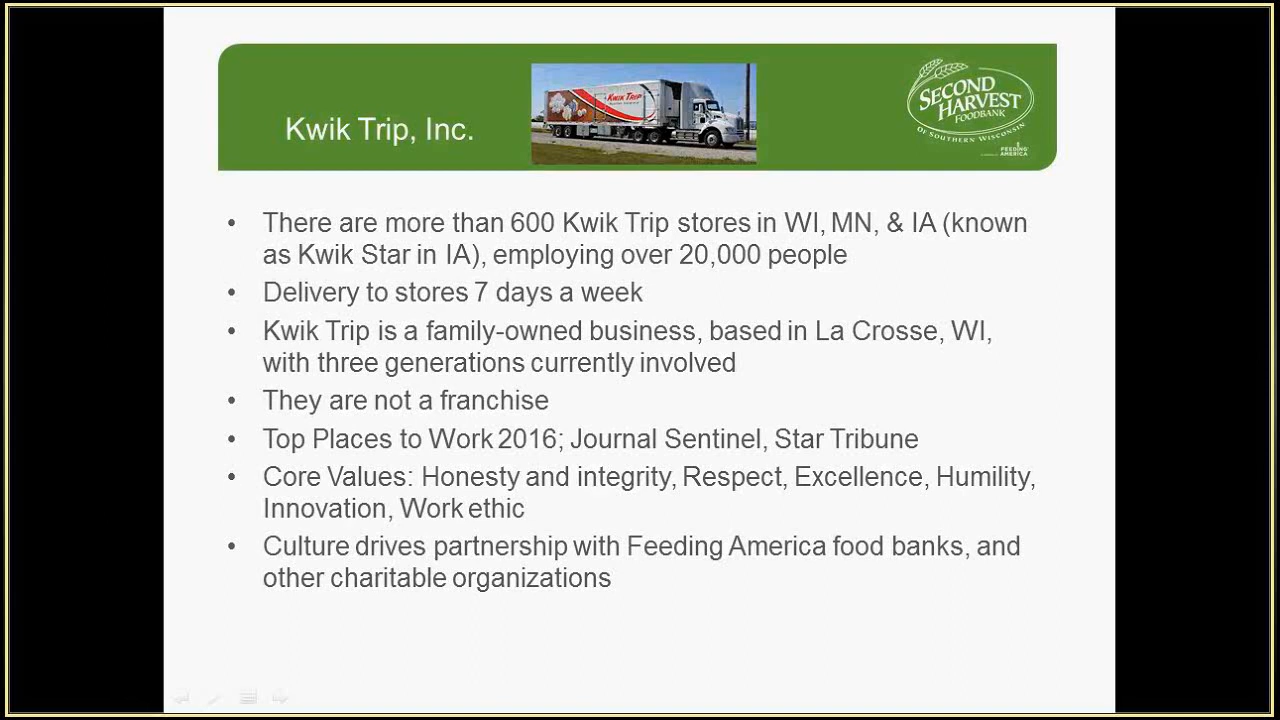 Kwik Trip, Inc.
KWIK TRIP
SECOND
HARVEST
FOODBANK
OF SOUTHERN WISCONSIN
FEEDING
AMERICA
• There are more than 600 Kwik Trip stores in WI, MN, & IA (known
as Kwik Star in IA), employing over 20,000 people
• Delivery to stores 7 days a week
• Kwik Trip is a family-owned business, based in La Crosse, WI,
with three generations currently involved
• They are not a franchise
• Top Places to Work 2016; Journal Sentinel, Star Tribune
• Core Values: Honesty and integrity, Respect, Excellence, Humility,
Innovation, Work ethic
• Culture drives partnership with Feeding America food banks, and
other charitable organizations